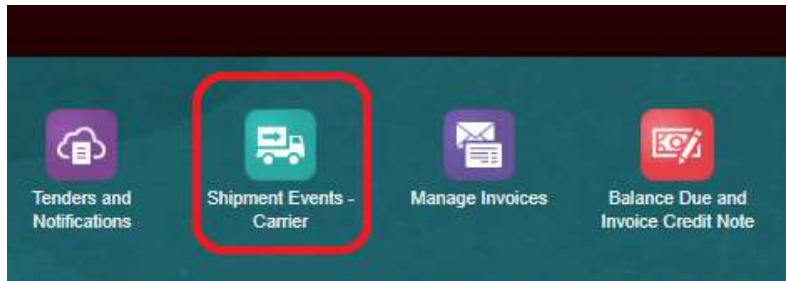 Tenders and
Notifications
Shipment Events -
Carrier
Manage Invoices
Balance Due and
Invoice Credit Note